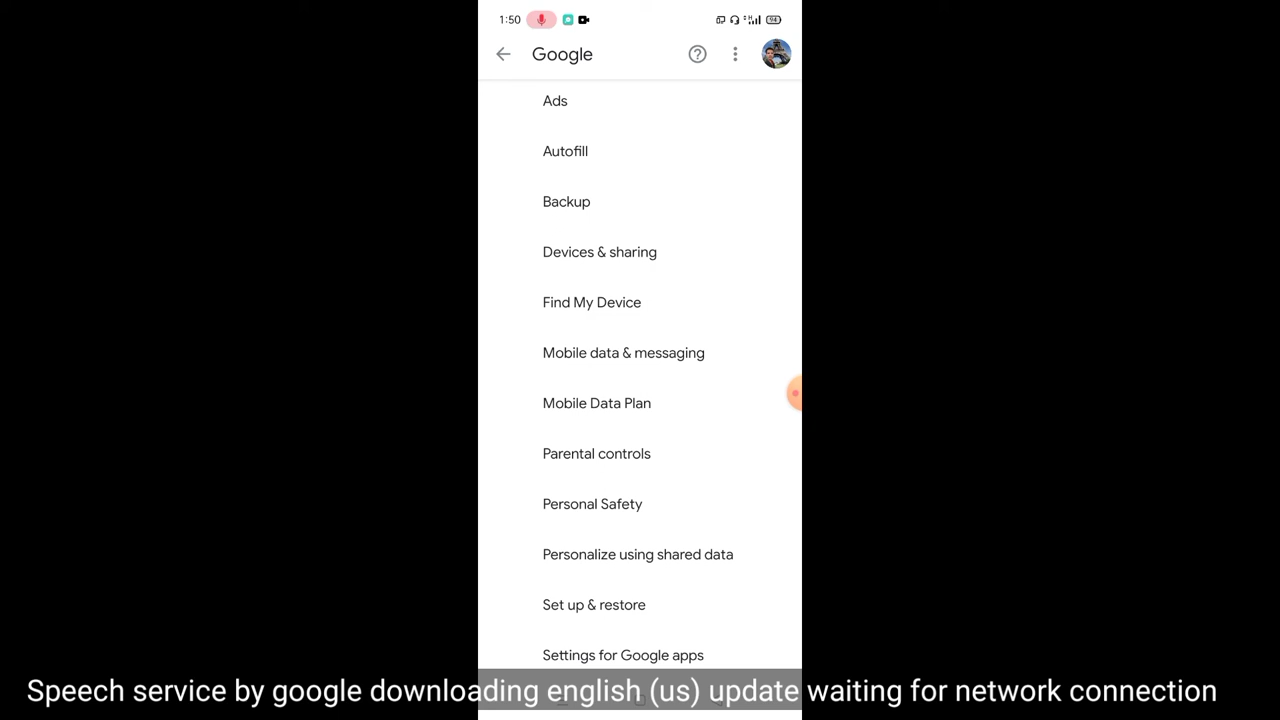 1:50
94
Google
Ads
Autofill
Backup
Devices & sharing
Find My Device
Mobile data & messaging
Mobile Data Plan
Parental controls
Personal Safety
Personalize using shared data
Set up & restore
Settings for Google apps
Speech service by google downloading english (us) update waiting for network connection